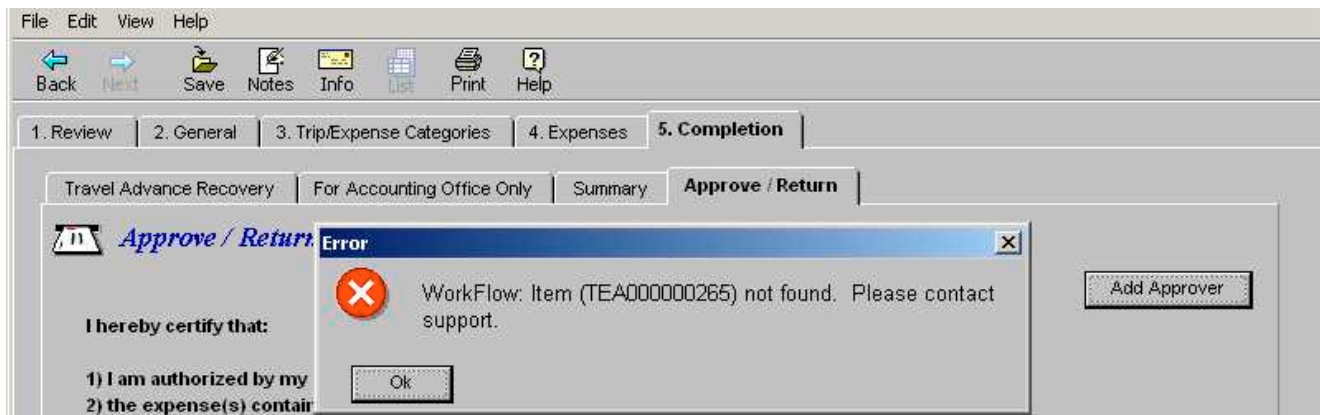 File Edit View Help
Back Next Save Notes Info List Print Help
1. Review 2. General 3. Trip/Expense Categories 4. Expenses 5. Completion
Travel Advance Recovery For Accounting Office Only Summary Approve / Return
Approve / Return
Error
WorkFlow: Item (TEA000000265) not found. Please contact
support.
Ok
Add Approver
I hereby certify that:
1) I am authorized by my
2) the expense(s) contain